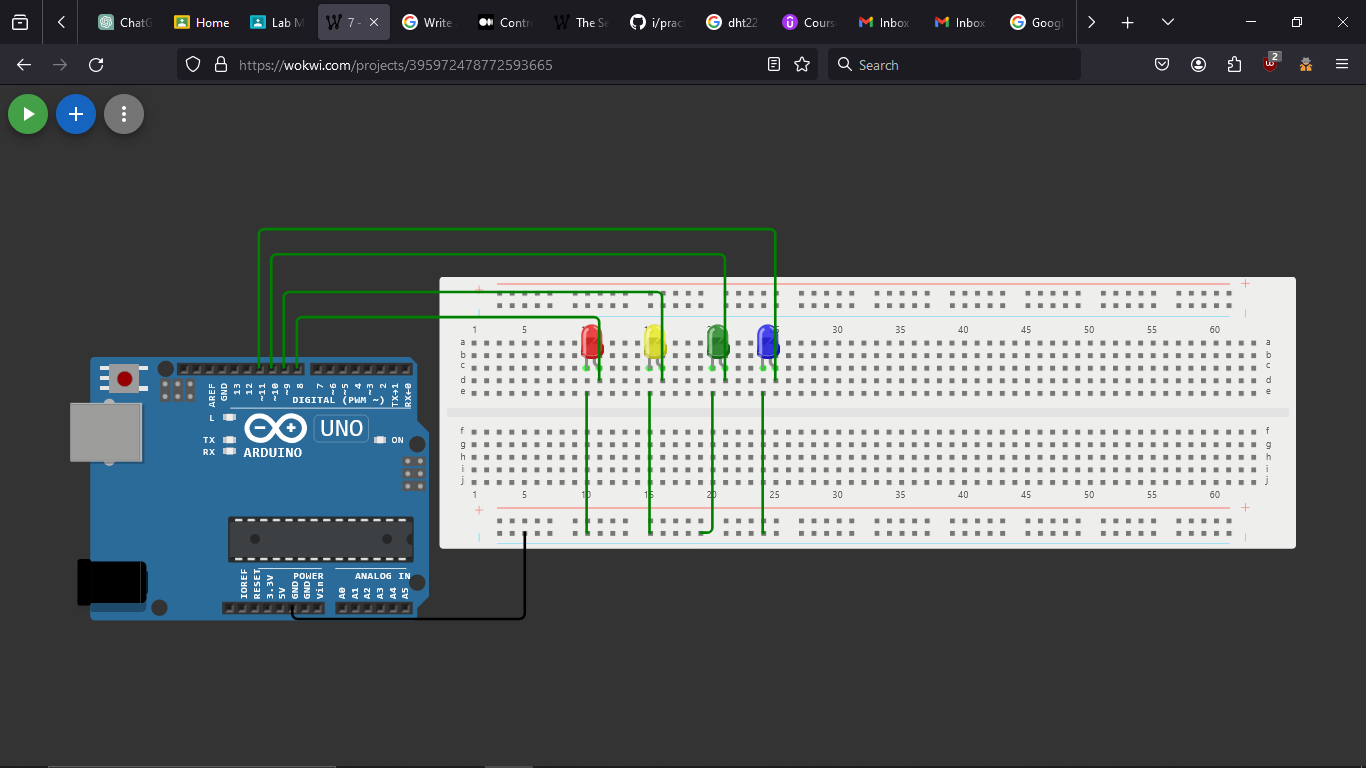 ChatG
Home
Lab M
7 -
Write
Contr
The Se
i/prac
dht22
Cours
Inbox
Inbox
Googl
https://wokwi.com/projects/395972478772593665
Search
2
AREF
GND
13
12
~11
~10
~9
8
7
~6
~5
4
~3
2
TX→1
RX←0
DIGITAL (PWM ~)
L
TX
RX
UNO
ON
ARDUINO
IOREF
RESET
3.3V
5V
GND
GND
Vin
POWER
ANALOG IN
A0
A1
A2
A3
A4
A5
1 5 25 30 35 40 45 50 55 60
a a
b b
c c
d d
e e
f f
g g
h h
i i
j j
1 5 10 15 20 25 30 35 40 45 50 55 60